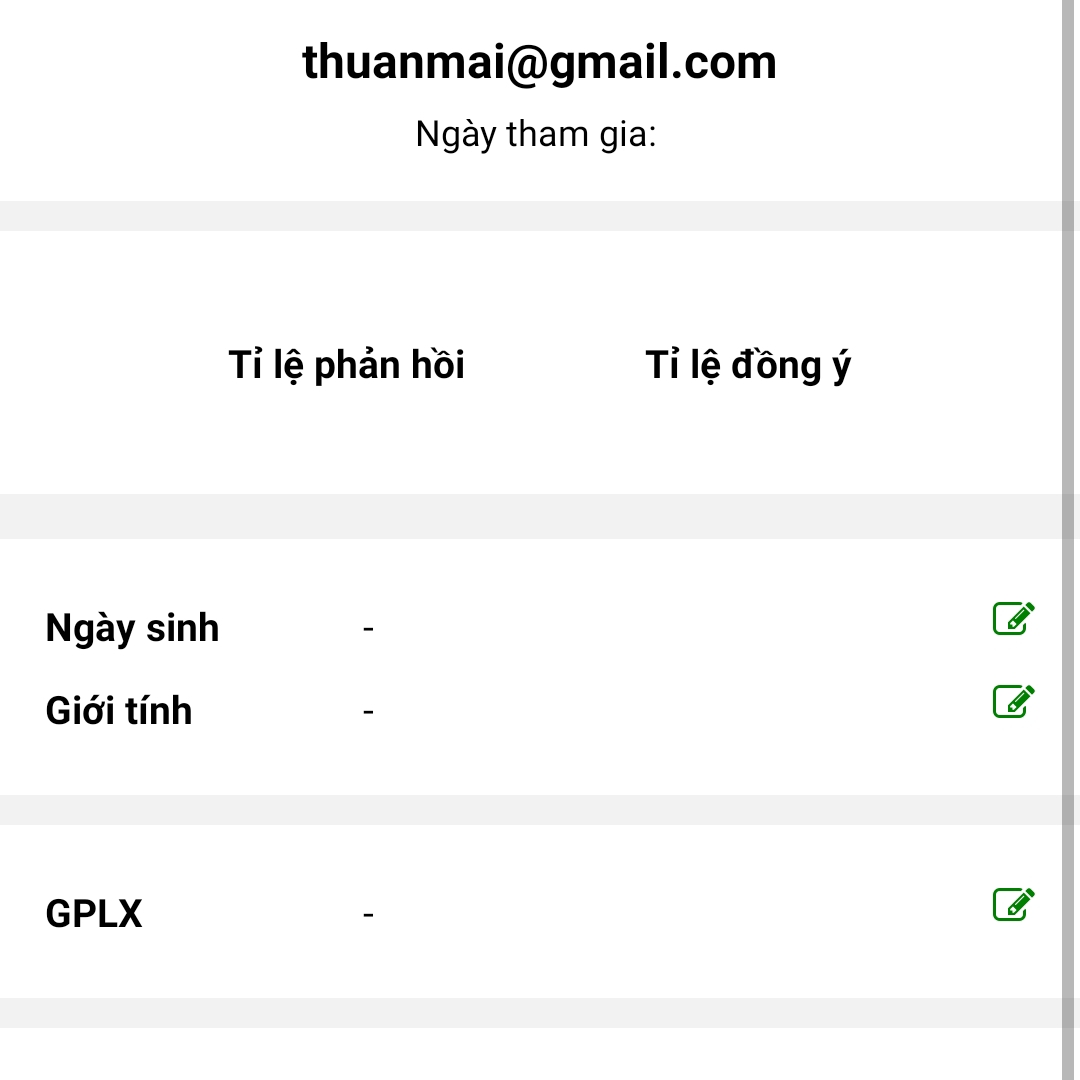 thuanmai@gmail.com
Ngày tham gia:
Tỉ lệ phản hồi Tỉ lệ đồng ý
Ngày sinh -
Giới tính -
GPLX -